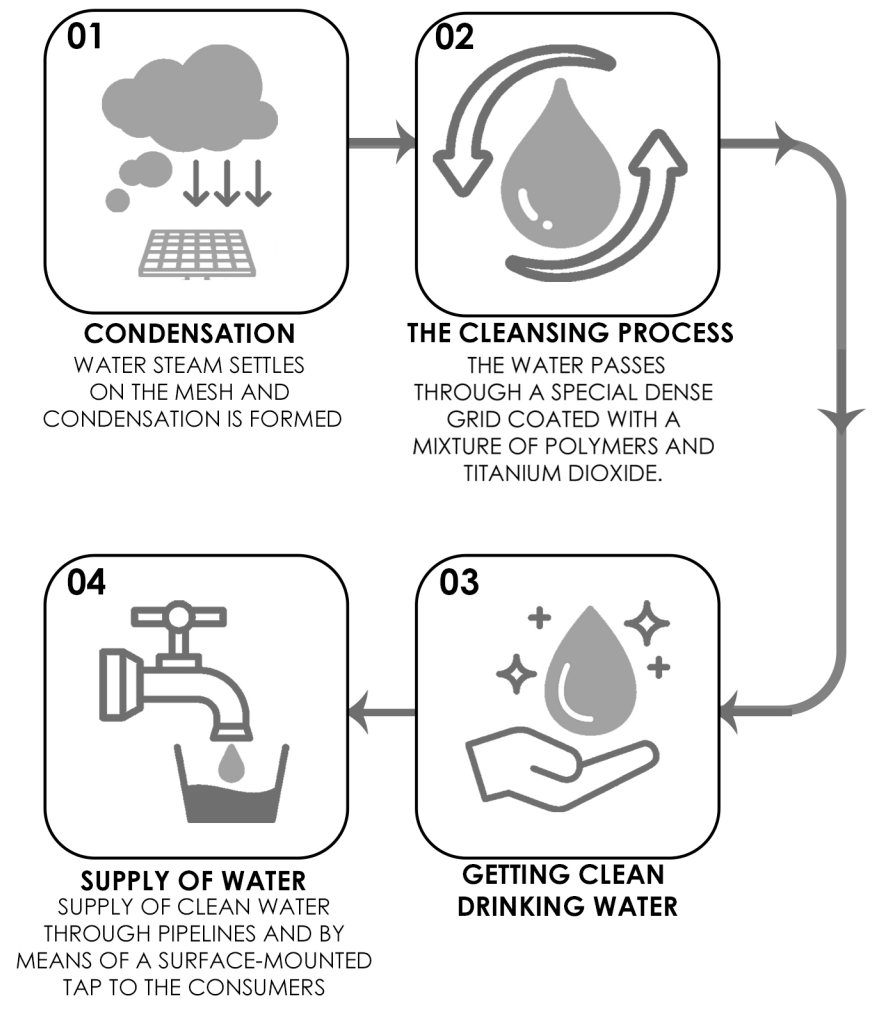 01
CONDENSATION
WATER STEAM SETTLES
ON THE MESH AND
CONDENSATION IS FORMED
02
THE CLEANSING PROCESS
THE WATER PASSES
THROUGH A SPECIAL DENSE
GRID COATED WITH A
MIXTURE OF POLYMERS AND
TITANIUM DIOXIDE.
03
GETTING CLEAN
DRINKING WATER
04
SUPPLY OF WATER
SUPPLY OF CLEAN WATER
THROUGH PIPELINES AND BY
MEANS OF A SURFACE-MOUNTED
TAP TO THE CONSUMERS